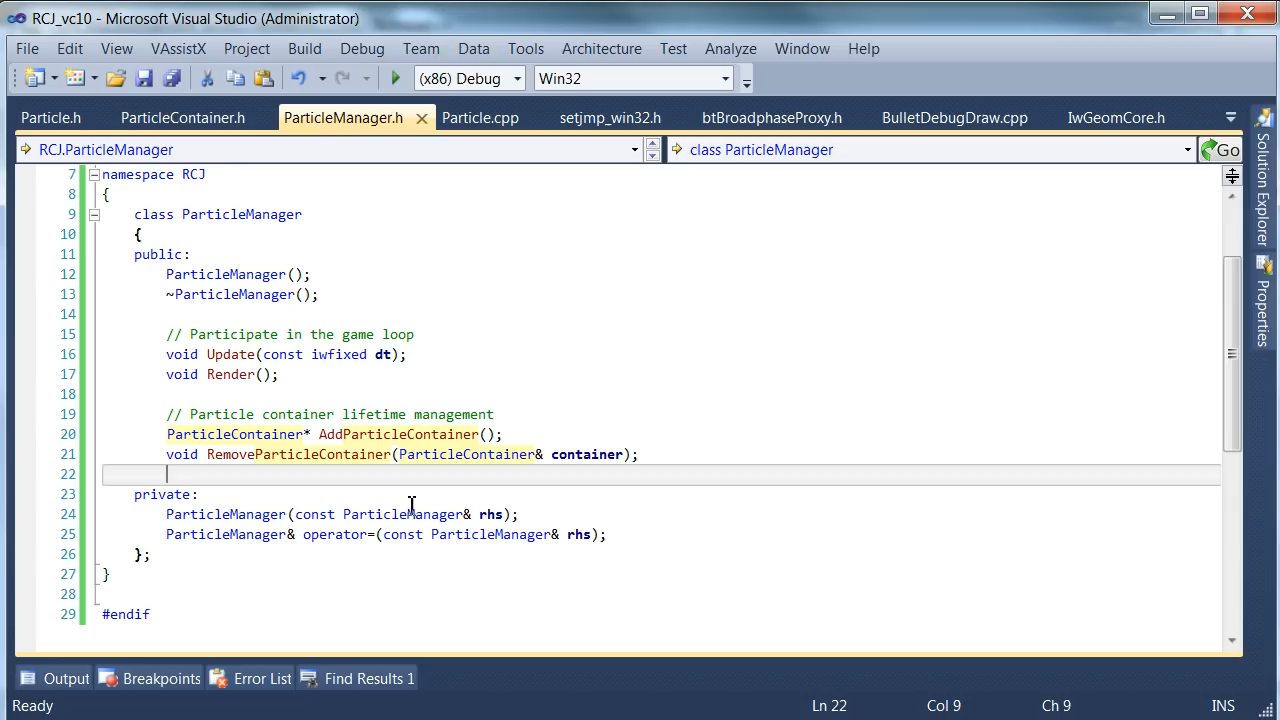 RCJ_vc10 - Microsoft Visual Studio (Administrator)
File Edit View VAssistX Project Build Debug Team Data Tools Architecture Test Analyze Window Help
(x86) Debug Win32
Particle.h ParticleContainer.h ParticleManager.h Particle.cpp setjmp_win32.h btBroadphaseProxy.h BulletDebugDraw.cpp IwGeomCore.h
RCJ.ParticleManager class ParticleManager Go
7 namespace RCJ
8 {
9 class ParticleManager
10 {
11 public:
12 ParticleManager();
13 ~ParticleManager();
14
15 // Participate in the game loop
16 void Update(const iwfixed dt);
17 void Render();
18
19 // Particle container lifetime management
20 ParticleContainer* AddParticleContainer();
21 void RemoveParticleContainer(ParticleContainer& container);
22
23 private:
24 ParticleManager(const ParticleManager& rhs);
25 ParticleManager& operator=(const ParticleManager& rhs);
26 };
27 }
28
29 #endif
Solution Explorer
Properties
Output Breakpoints Error List Find Results 1
Ready Ln 22 Col 9 Ch 9 INS